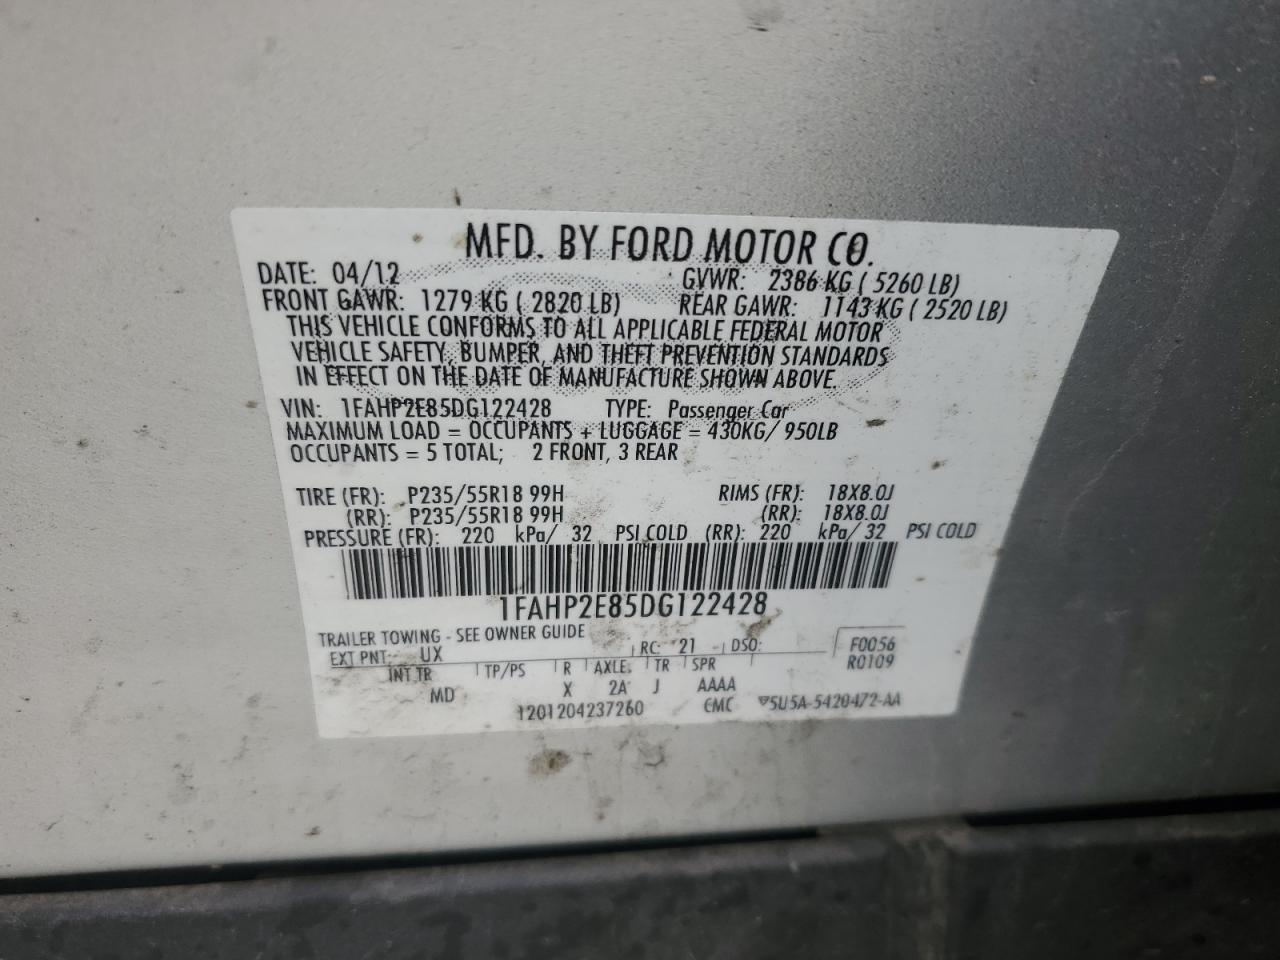 MFD. BY FORD MOTOR CO.
DATE: 04/12 GVWR: 2386 KG ( 5260 LB)
FRONT GAWR: 1279 KG ( 2820 LB) REAR GAWR: 1143 KG ( 2520 LB)
THIS VEHICLE CONFORMS TO ALL APPLICABLE FEDERAL MOTOR
VEHICLE SAFETY, BUMPER, AND THEFT PREVENTION STANDARDS
IN EFFECT ON THE DATE OF MANUFACTURE SHOWN ABOVE.
VIN: 1FAHP2E85DG122428 TYPE: Passenger Car
MAXIMUM LOAD = OCCUPANTS + LUGGAGE = 430KG/ 950LB
OCCUPANTS = 5 TOTAL; 2 FRONT, 3 REAR
TIRE (FR): P235/55R18 99H RIMS (FR): 18X8.0J
(RR): P235/55R18 99H (RR): 18X8.0J
PRESSURE (FR): 220 kPa/ 32 PSI COLD (RR): 220 kPa/ 32 PSI COLD
1FAHP2E85DG122428
TRAILER TOWING - SEE OWNER GUIDE
EXT PNT: UX RC: 21 DSO: F0056
R0109
INT TR TP/PS R AXLE TR SPR
MD X 2A J AAAA
1201204237260 CMC ▽5U5A-5420472-AA